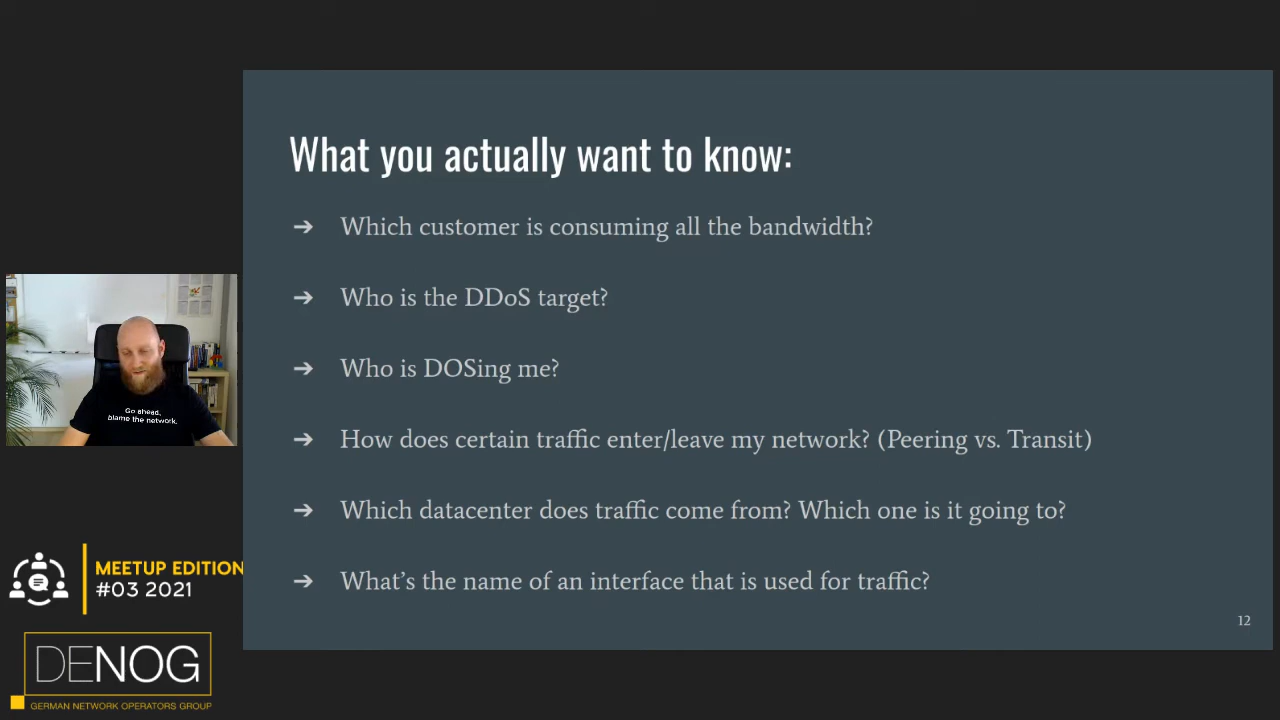 What you actually want to know:
➔ Which customer is consuming all the bandwidth?
➔ Who is the DDoS target?
➔ Who is DOSing me?
➔ How does certain traffic enter/leave my network? (Peering vs. Transit)
➔ Which datacenter does traffic come from? Which one is it going to?
➔ What's the name of an interface that is used for traffic?
12
Go ahead,
blame the network.
MEETUP EDITION
#03 2021
DENOG
GERMAN NETWORK OPERATORS GROUP